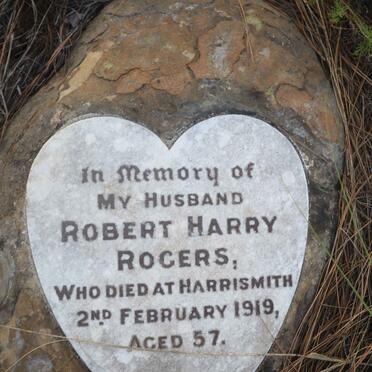 In Memory of
My Husband
Robert Harry
Rogers,
Who died at Harrismith
2nd February 1919,
Aged 57.